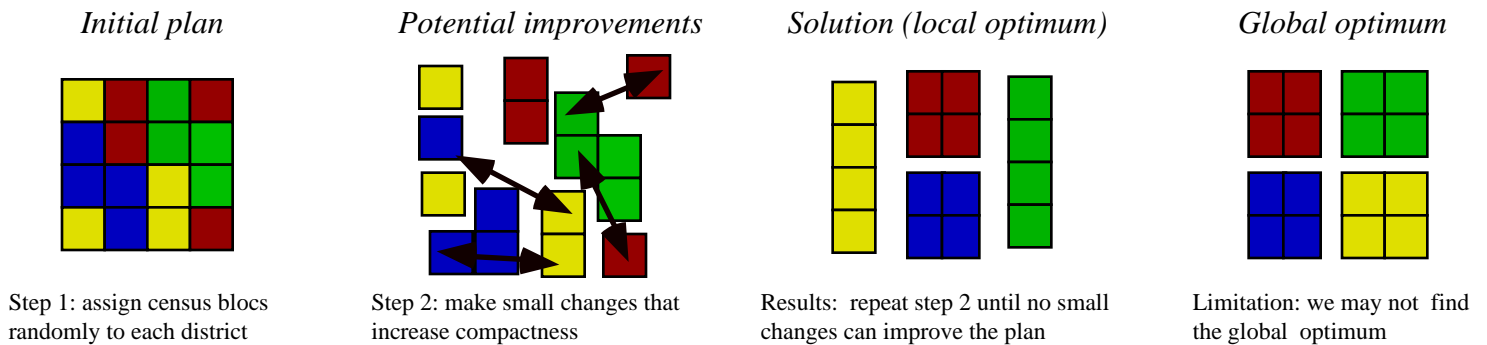 Initial plan
Potential improvements
Solution (local optimum)
Global optimum
Step 1: assign census blocs
randomly to each district
Step 2: make small changes that
increase compactness
Results: repeat step 2 until no small
changes can improve the plan
Limitation: we may not find
the global optimum